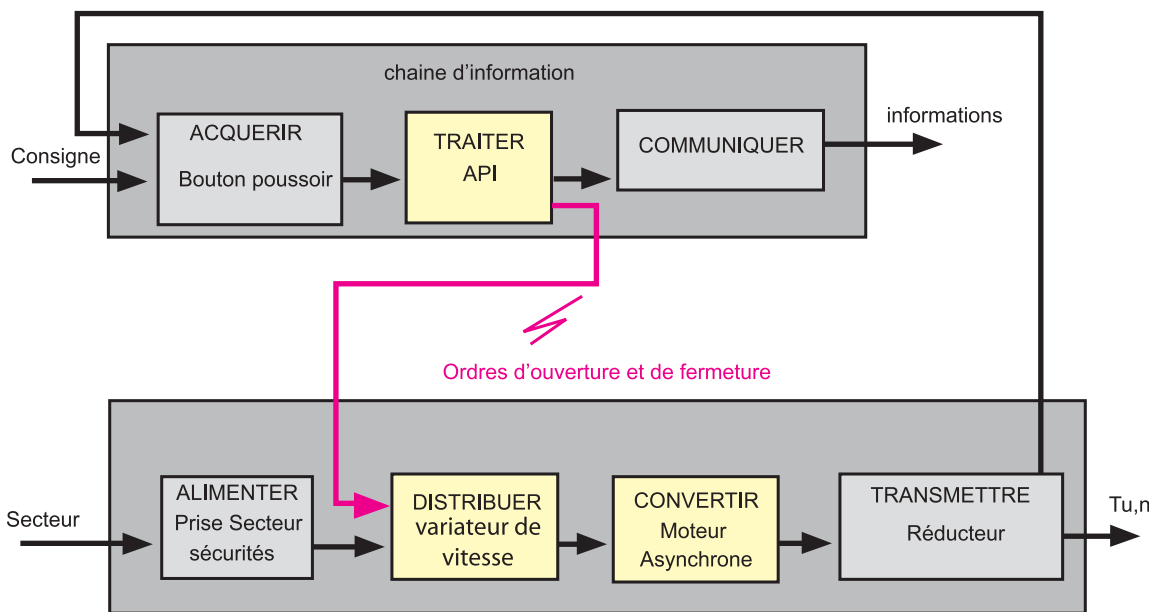 chaine d'information
Consigne
ACQUERIR
Bouton poussoir
TRAITER
API
COMMUNIQUER
informations
Ordres d'ouverture et de fermeture
Secteur
ALIMENTER
Prise Secteur
sécurités
DISTRIBUER
variateur de
vitesse
CONVERTIR
Moteur
Asynchrone
TRANSMETTRE
Réducteur
Tu,n